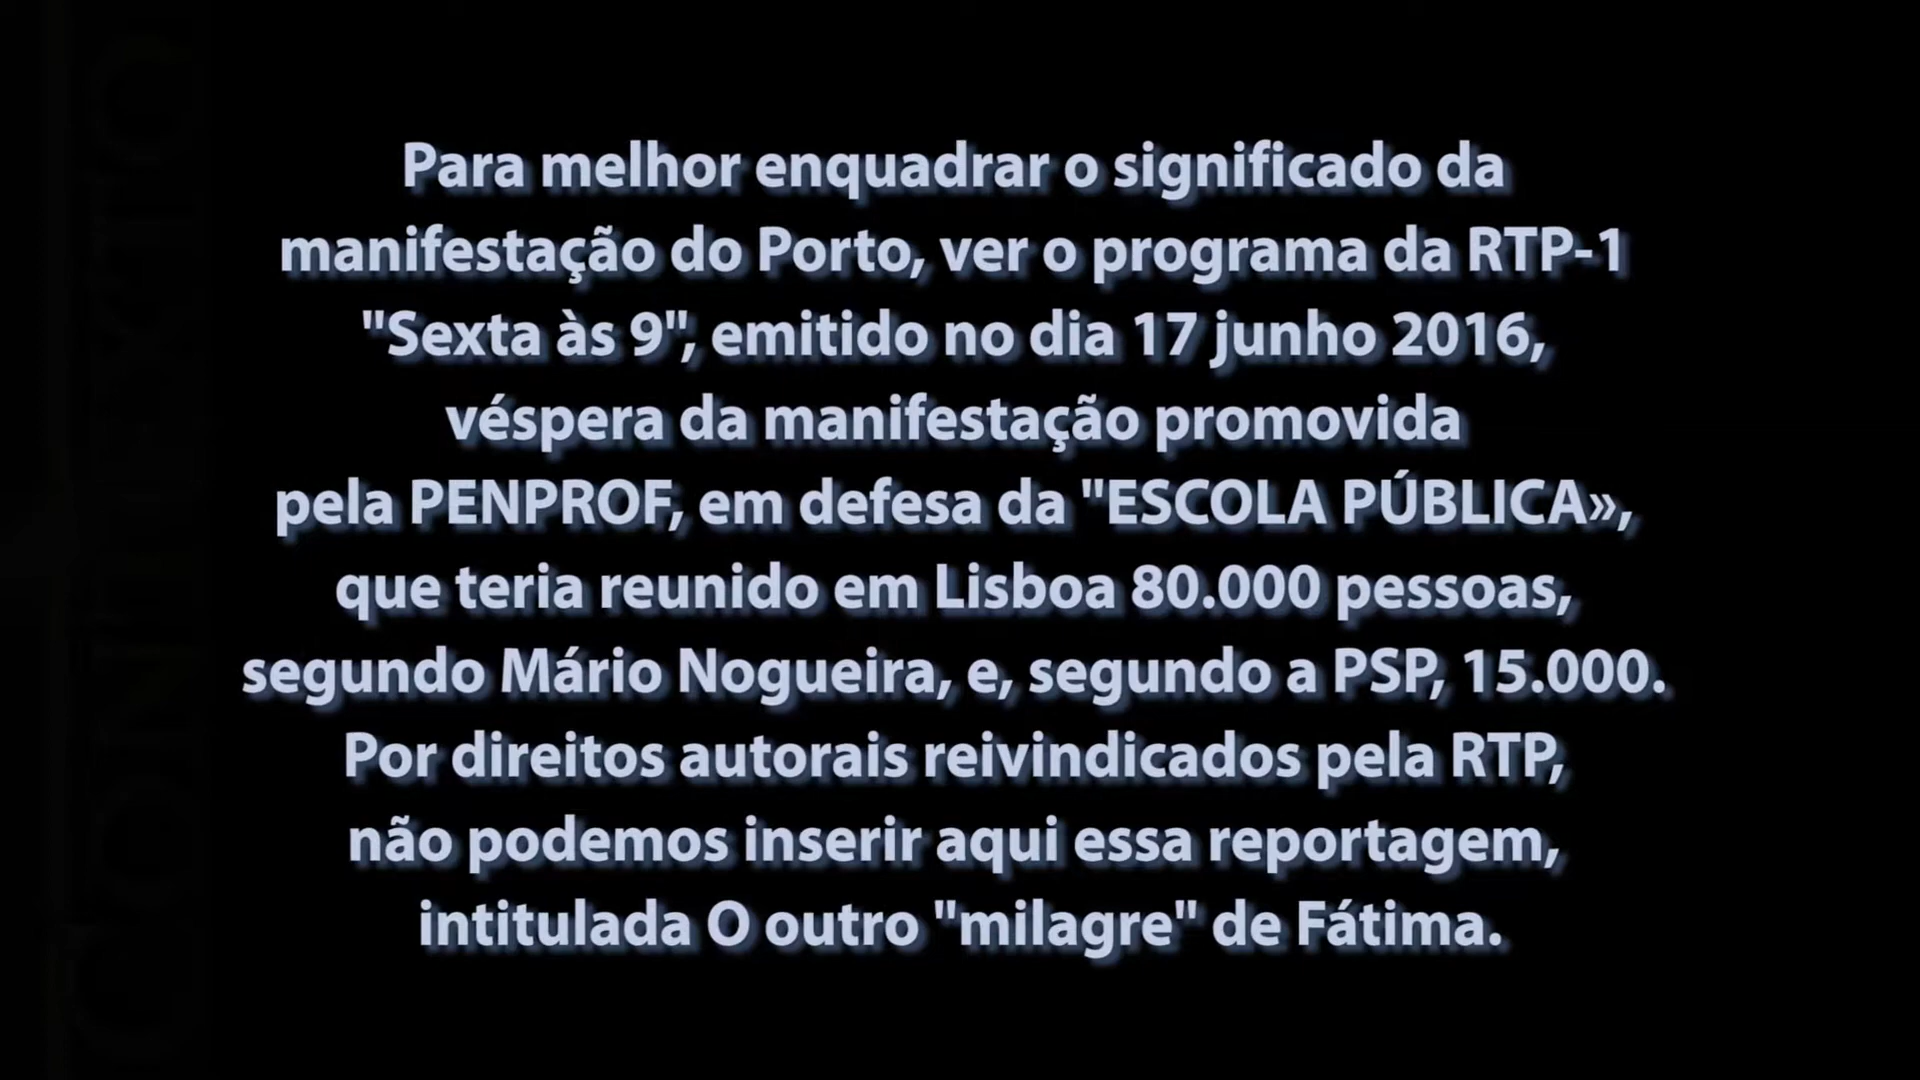 Para melhor enquadrar o significado da
manifestação do Porto, ver o programa da RTP-1
"Sexta às 9", emitido no dia 17 junho 2016,
véspera da manifestação promovida
pela PENPROF, em defesa da "ESCOLA PÚBLICA»,
que teria reunido em Lisboa 80.000 pessoas,
segundo Mário Nogueira, e, segundo a PSP, 15.000.
Por direitos autorais reivindicados pela RTP,
não podemos inserir aqui essa reportagem,
intitulada O outro "milagre" de Fátima.